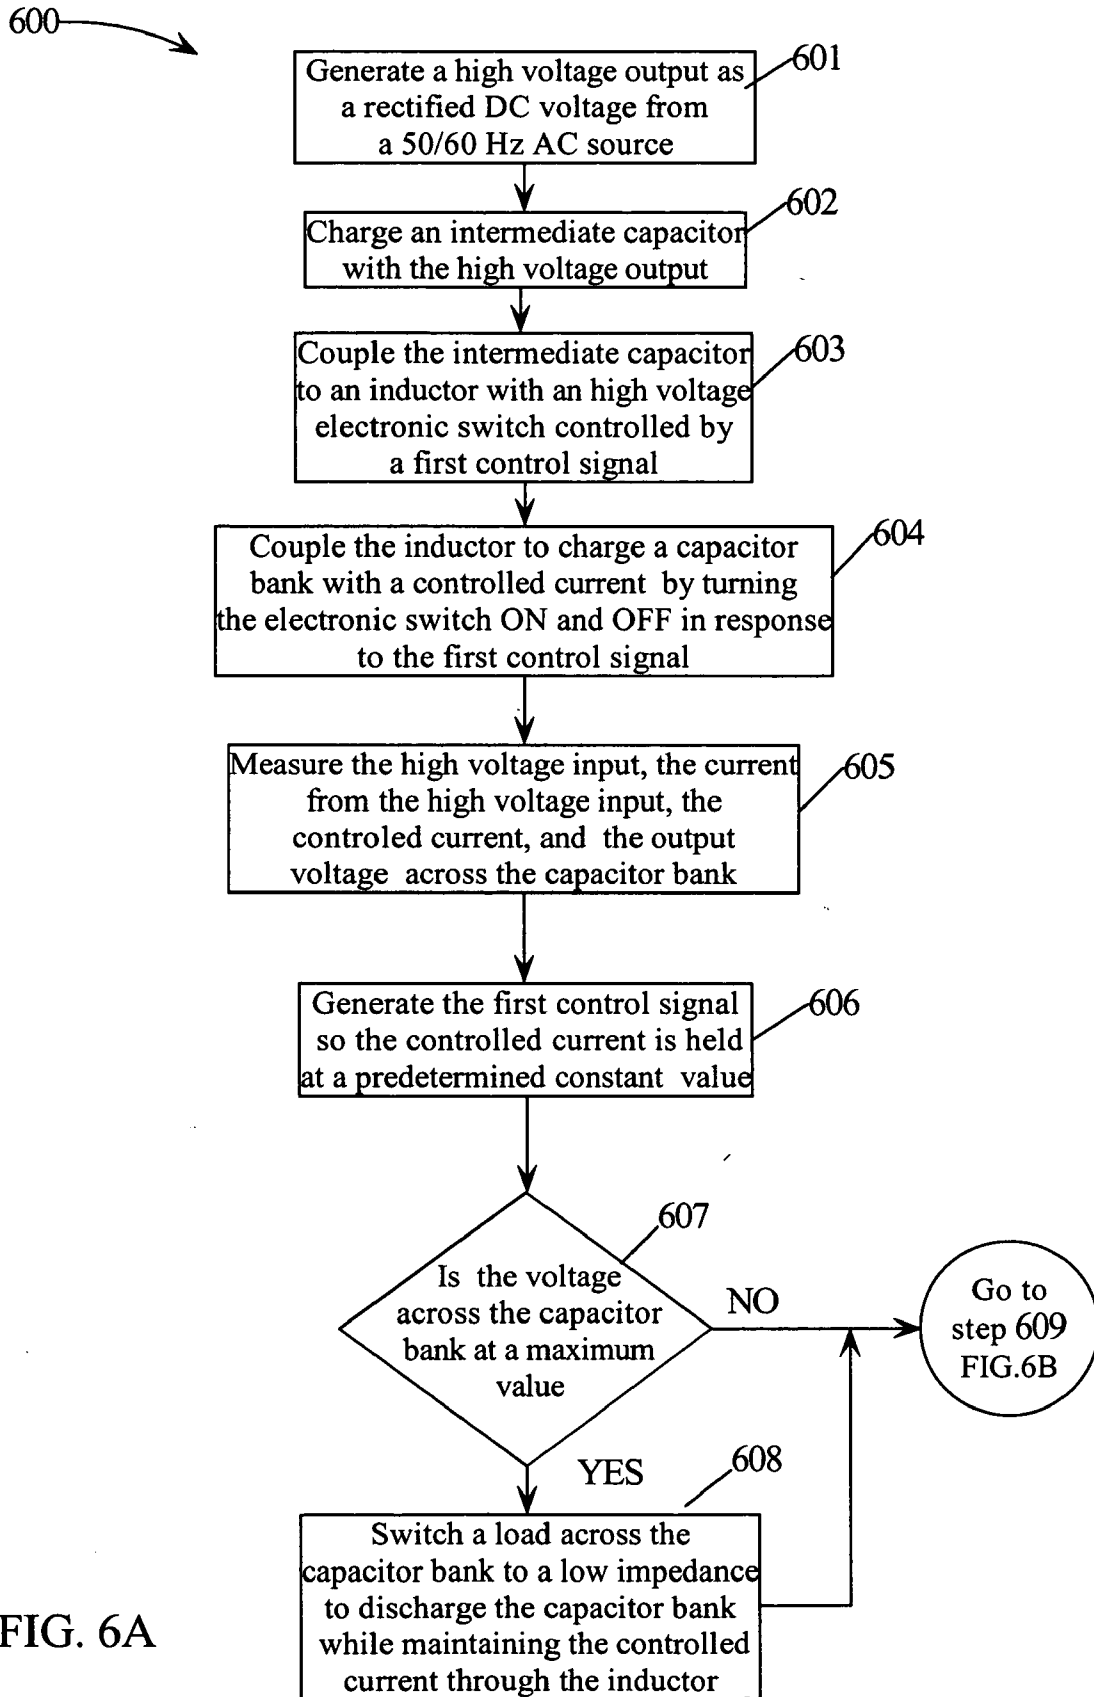 600
601
Generate a high voltage output as
a rectified DC voltage from
a 50/60 Hz AC source
602
Charge an intermediate capacitor
with the high voltage output
603
Couple the intermediate capacitor
to an inductor with an high voltage
electronic switch controlled by
a first control signal
604
Couple the inductor to charge a capacitor
bank with a controlled current by turning
the electronic switch ON and OFF in response
to the first control signal
605
Measure the high voltage input, the current
from the high voltage input, the
controled current, and the output
voltage across the capacitor bank
606
Generate the first control signal
so the controlled current is held
at a predetermined constant value
607
Is the voltage
across the capacitor
bank at a maximum
value
NO
Go to
step 609
FIG.6B
YES
608
Switch a load across the
capacitor bank to a low impedance
to discharge the capacitor bank
while maintaining the controlled
current through the inductor
FIG. 6A